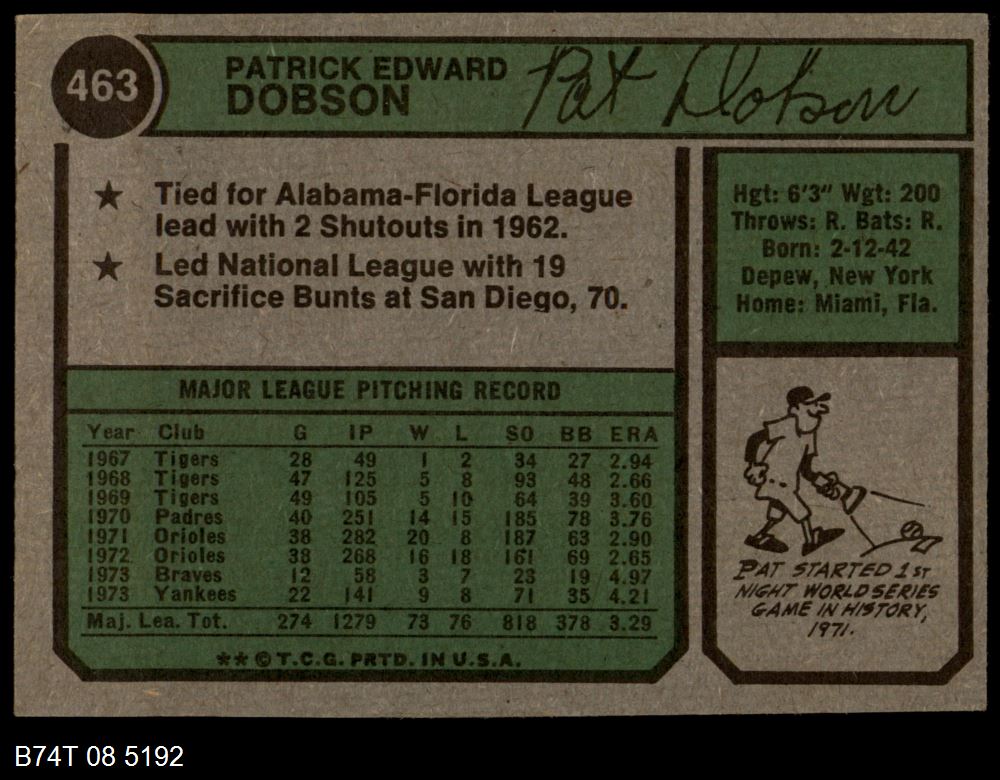 463
PATRICK EDWARD
DOBSON
Pat Dobson
★ Tied for Alabama-Florida League
lead with 2 Shutouts in 1962.
★ Led National League with 19
Sacrifice Bunts at San Diego, 70.
Hgt: 6'3" Wgt: 200
Throws: R. Bats: R.
Born: 2-12-42
Depew, New York
Home: Miami, Fla.
MAJOR LEAGUE PITCHING RECORD
Year Club G IP W L SO BB ERA
1967 Tigers 28 49 1 2 34 27 2.94
1968 Tigers 47 125 5 8 93 48 2.66
1969 Tigers 49 105 5 10 64 39 3.60
1970 Padres 40 251 14 15 185 78 3.76
1971 Orioles 38 282 20 8 187 63 2.90
1972 Orioles 38 268 16 18 161 69 2.65
1973 Braves 12 58 3 7 23 19 4.97
1973 Yankees 22 141 9 8 71 35 4.21
Maj. Lea. Tot. 274 1279 73 76 818 378 3.29
** © T.C.G. PRTD. IN U.S.A.
PAT STARTED 1ST
NIGHT WORLD SERIES
GAME IN HISTORY,
1971.
B74T 08 5192